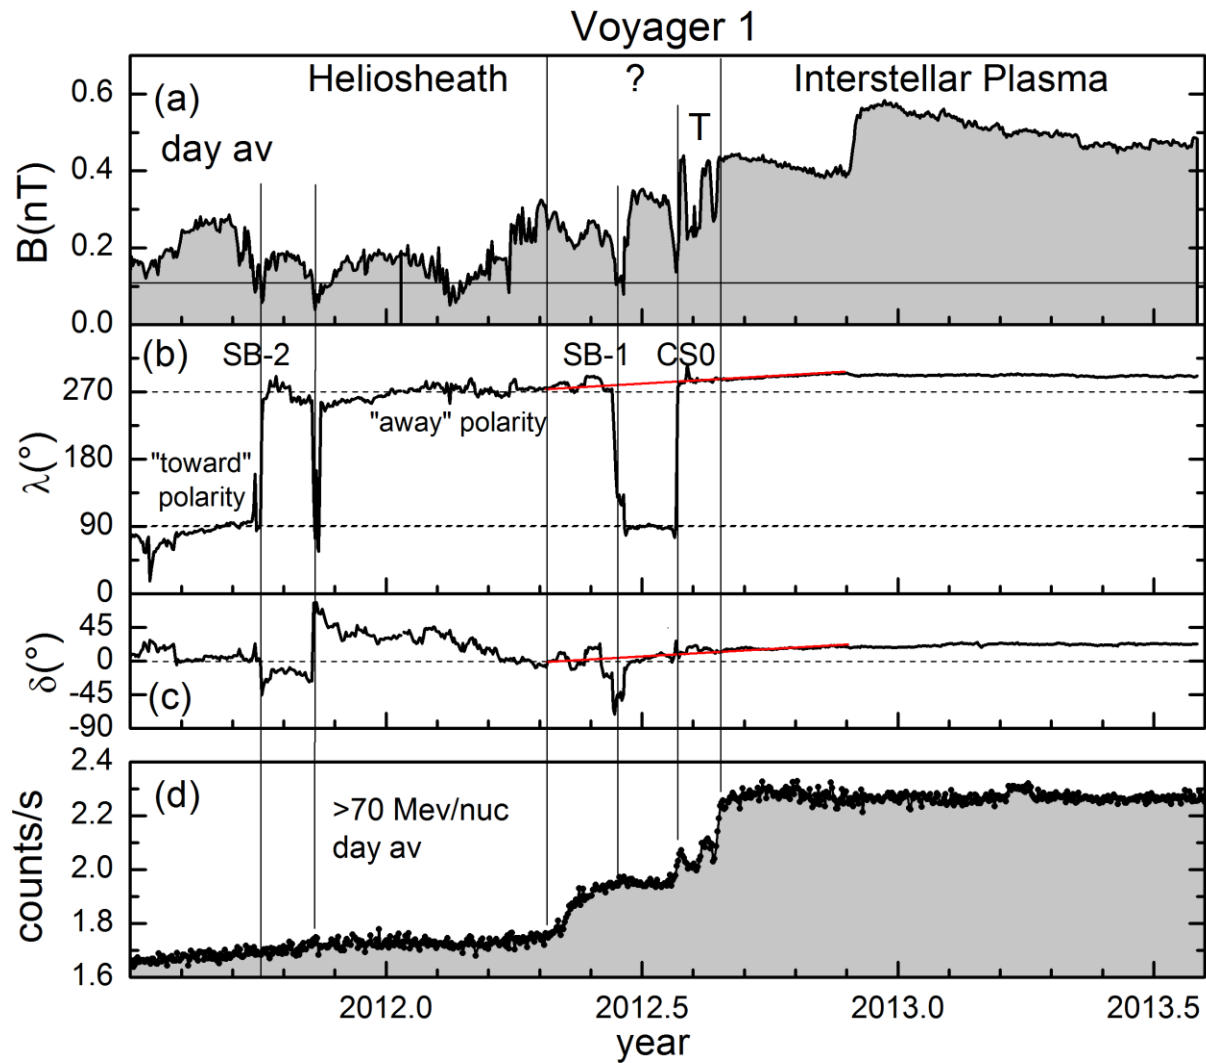 Voyager 1
Heliosheath ? Interstellar Plasma
(a)
T
day av
B(nT)
0.6
0.4
0.2
0.0
(b)
SB-2 SB-1 CS0
"away" polarity
"toward"
polarity
λ(°)
270
180
90
0
(c)
δ(°)
45
0
-45
-90
(d)
>70 Mev/nuc
day av
counts/s
2.4
2.2
2.0
1.8
1.6
2012.0 2012.5 2013.0 2013.5
year